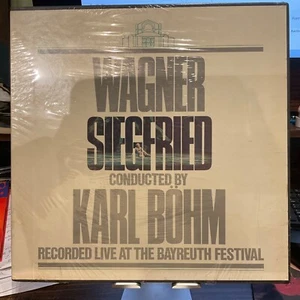 WAGNER
SIEGFRIED
CONDUCTED BY
KARL BÖHM
RECORDED LIVE AT THE BAYREUTH FESTIVAL